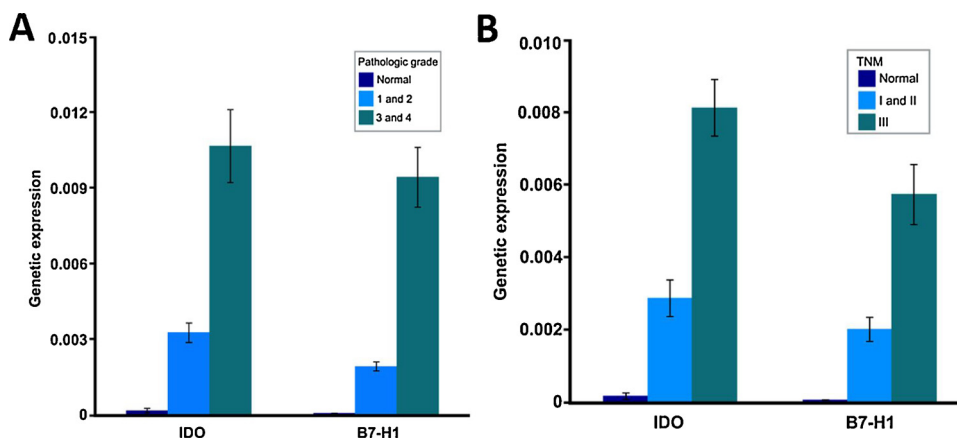 A
0.015
0.012
0.009
0.006
0.003
0
Genetic expression
Pathologic grade
Normal
1 and 2
3 and 4
IDO
B7-H1
B
0.010
0.008
0.006
0.004
0.002
0
Genetic expression
TNM
Normal
I and II
III
IDO
B7-H1